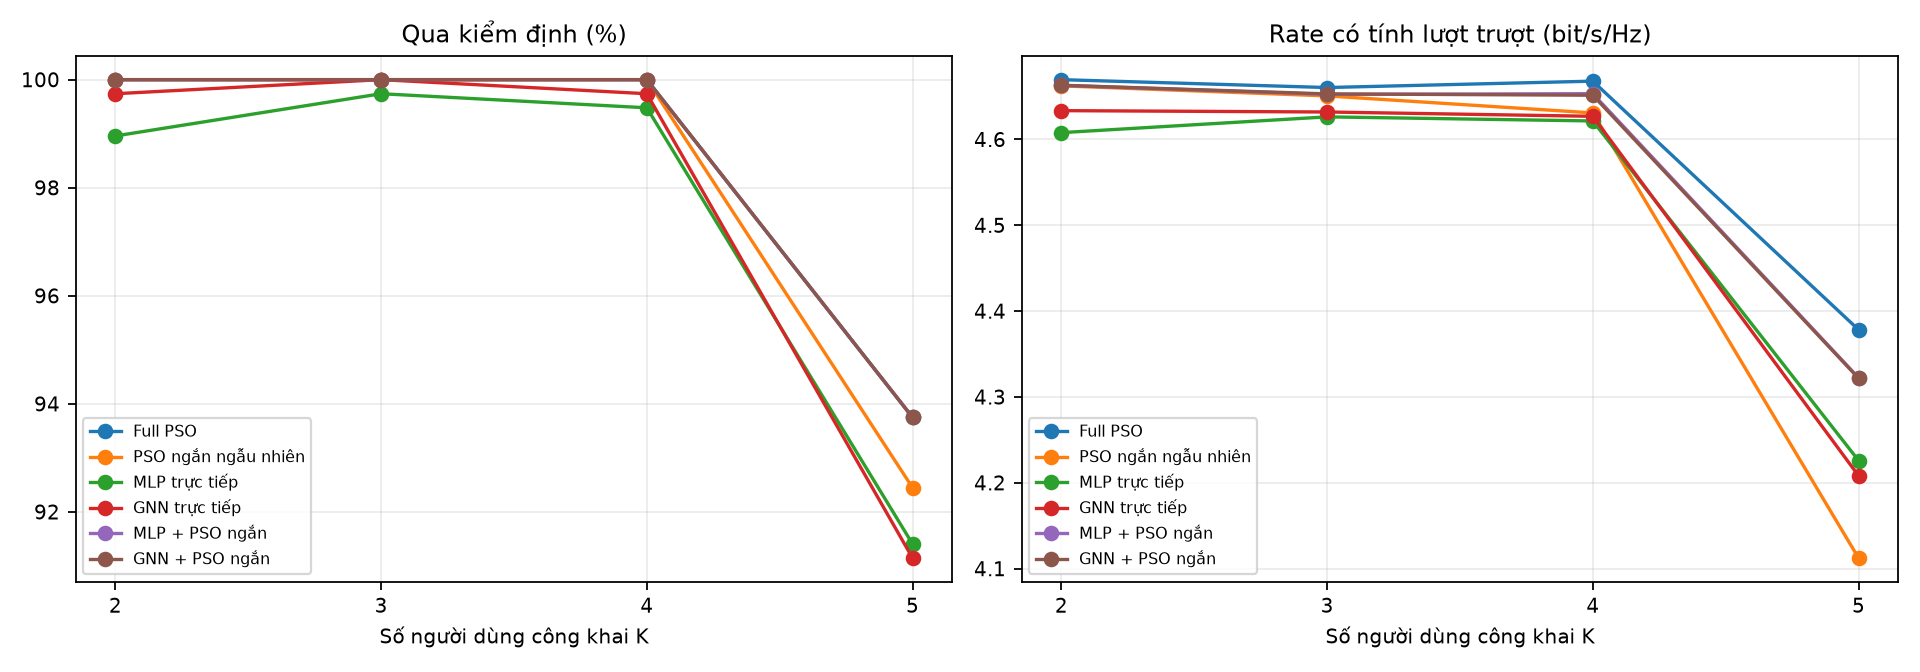 Qua kiểm định (%)
100
98
96
94
92
Full PSO
PSO ngắn ngẫu nhiên
MLP trực tiếp
GNN trực tiếp
MLP + PSO ngắn
GNN + PSO ngắn
2 3 4 5
Số người dùng công khai K
Rate có tính lượt trượt (bit/s/Hz)
4.6
4.5
4.4
4.3
4.2
4.1
Full PSO
PSO ngắn ngẫu nhiên
MLP trực tiếp
GNN trực tiếp
MLP + PSO ngắn
GNN + PSO ngắn
2 3 4 5
Số người dùng công khai K